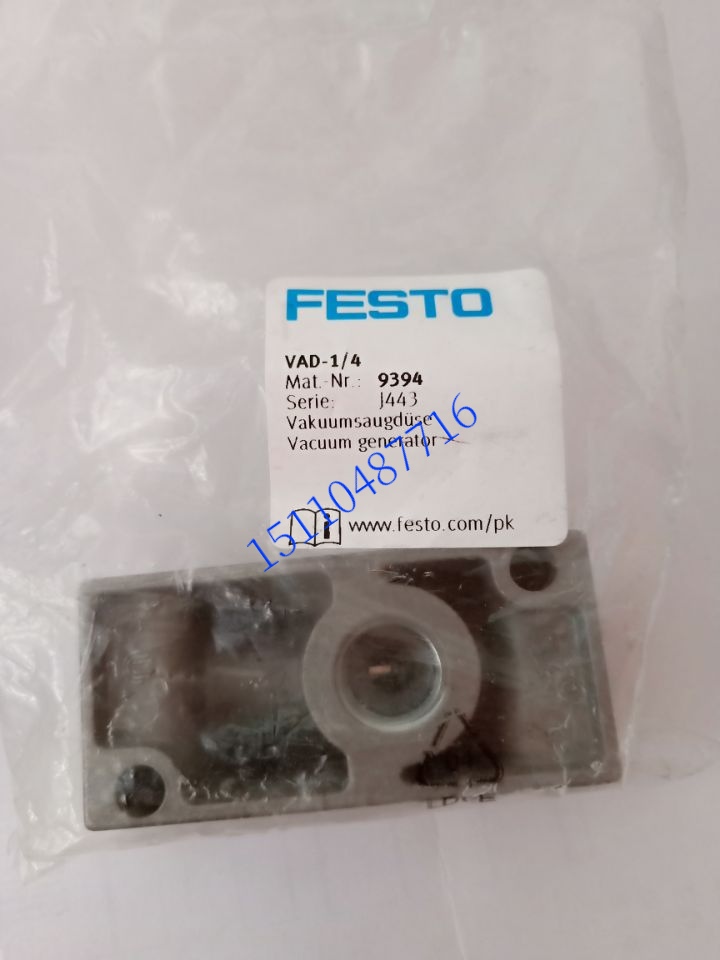 FESTO
VAD-1/4
Mat.-Nr.: 9394
Serie: J443
Vakuumsaugdüse
Vacuum generator
15110487716
www.festo.com/pk